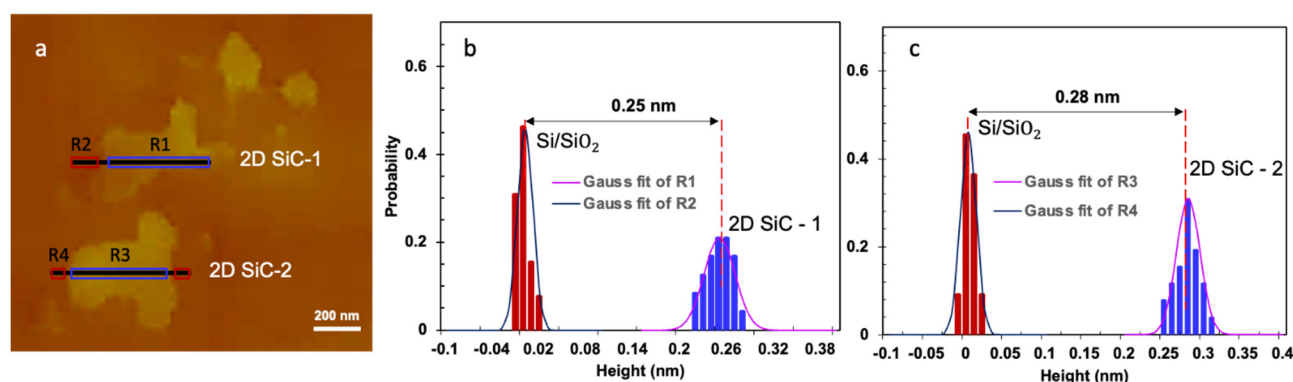 a
R2
R1
2D SiC-1
R4
R3
2D SiC-2
200 nm
b
0.25 nm
Si/SiO₂
Gauss fit of R1
Gauss fit of R2
2D SiC - 1
Probability
0.6
0.4
0.2
0
-0.1
-0.04
0.02
0.14
0.2
0.26
0.32
0.38
Height (nm)
c
0.28 nm
Si/SiO₂
2D SiC - 2
Gauss fit of R3
Gauss fit of R4
0.6
0.4
0.2
0
-0.1
-0.05
0
0.05
0.1
0.15
0.2
0.25
0.3
0.35
0.4
Height (nm)